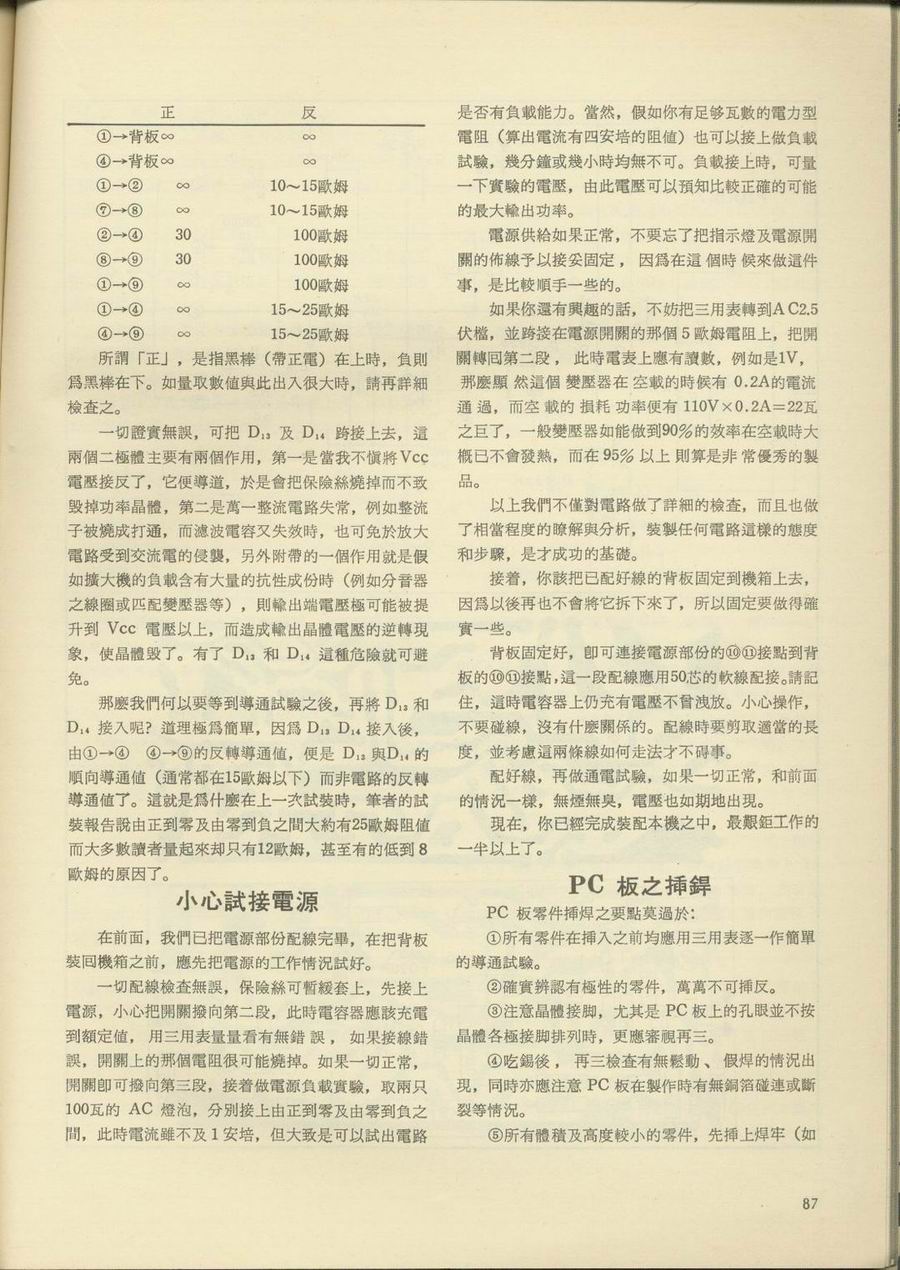 正 反
①→背板∞ ∞
④→背板∞ ∞
①→② ∞ 10～15歐姆
⑦→⑧ ∞ 10～15歐姆
②→④ 30 100歐姆
⑧→⑨ 30 100歐姆
①→⑨ ∞ 100歐姆
①→④ ∞ 15～25歐姆
④→⑨ ∞ 15～25歐姆
所謂「正」，是指黑棒（帶正電）在上時，負則
爲黑棒在下。如量取數値與此出入很大時，請再詳細
檢查之。
一切證實無誤，可把 D₁₃ 及 D₁₄ 跨接上去，這
兩個二極體主要有兩個作用，第一是當我不愼將Vcc
電壓接反了，它便導道，於是會把保險絲燒掉而不致
毀掉功率晶體，第二是萬一整流電路失常，例如整流
子被燒成打通，而濾波電容又失效時，也可免於放大
電路受到交流電的侵襲，另外附帶的一個作用就是假
如擴大機的負載含有大量的抗性成份時（例如分音器
之線圈或匹配變壓器等），則輸出端電壓極可能被提
升到 Vcc 電壓以上，而造成輸出晶體電壓的逆轉現
象，使晶體毀了。有了 D₁₃ 和 D₁₄ 這種危險就可避
免。
那麽我們何以要等到導通試驗之後，再將 D₁₃ 和
D₁₄ 接入呢？道理極爲簡單，因爲 D₁₃ D₁₄ 接入後，
由①→④ ④→⑨的反轉導通値，便是 D₁₃ 與D₁₄ 的
順向導通値（通常都在15歐姆以下）而非電路的反轉
導通値了。這就是爲什麽在上一次試裝時，筆者的試
裝報告說由正到零及由零到負之間大約有25歐姆阻値
而大多數讀者量起來却只有12歐姆，甚至有的低到 8
歐姆的原因了。
小心試接電源
在前面，我們已把電源部份配線完畢，在把背板
裝囘機箱之前，應先把電源的工作情況試好。
一切配線檢查無誤，保險絲可暫緩套上，先接上
電源，小心把開關撥向第二段，此時電容器應該充電
到額定値，用三用表量量看有無錯誤，如果接線錯
誤，開關上的那個電阻很可能燒掉。如果一切正常，
開關卽可撥向第三段，接着做電源負載實驗，取兩只
100瓦的 AC 燈泡，分別接上由正到零及由零到負之
間，此時電流雖不及 1 安培，但大致是可以試出電路
是否有負載能力。當然，假如你有足够瓦數的電力型
電阻（算出電流有四安培的阻値）也可以接上做負載
試驗，幾分鐘或幾小時均無不可。負載接上時，可量
一下實驗的電壓，由此電壓可以預知比較正確的可能
的最大輸出功率。
電源供給如果正常，不要忘了把指示燈及電源開
關的佈線予以接妥固定，因爲在這個時候來做這件
事，是比較順手一些的。
如果你還有興趣的話，不妨把三用表轉到AC2.5
伏檔，並跨接在電源開關的那個 5 歐姆電阻上，把開
關轉囘第二段，此時電表上應有讀數，例如是1V，
那麽顯然這個變壓器在空載的時候有 0.2A的電流
通過，而空載的損耗功率便有 110V×0.2A＝22瓦
之巨了，一般變壓器如能做到90%的效率在空載時大
槪已不會發熱，而在 95% 以上則算是非常優秀的製
品。
以上我們不僅對電路做了詳細的檢查，而且也做
了相當程度的瞭解與分析，裝製任何電路這樣的態度
和步驟，是才成功的基礎。
接着，你該把已配好線的背板固定到機箱上去，
因爲以後再也不會將它拆下來了，所以固定要做得確
實一些。
背板固定好，卽可連接電源部份的⑩⑪接點到背
板的⑩⑪接點，這一段配線應用50芯的軟線配接。請記
住，這時電容器上仍充有電壓不曾洩放。小心操作，
不要碰線，沒有什麽關係的。配線時要剪取適當的長
度，並考慮這兩條線如何走法才不碍事。
配好線，再做通電試驗，如果一切正常，和前面
的情況一樣，無煙無臭，電壓也如期地出現。
現在，你已經完成裝配本機之中，最艱鉅工作的
一半以上了。
PC 板之揷銲
PC 板零件揷焊之要點莫過於：
①所有零件在揷入之前均應用三用表逐一作簡單
的導通試驗。
②確實辨認有極性的零件，萬萬不可揷反。
③注意晶體接脚，尤其是 PC 板上的孔眼並不按
晶體各極接脚排列時，更應審視再三。
④吃錫後，再三檢查有無鬆動、假焊的情況出
現，同時亦應注意 PC 板在製作時有無銅箔碰連或斷
裂等情況。
⑤所有體積及高度較小的零件，先揷上焊牢（如
87